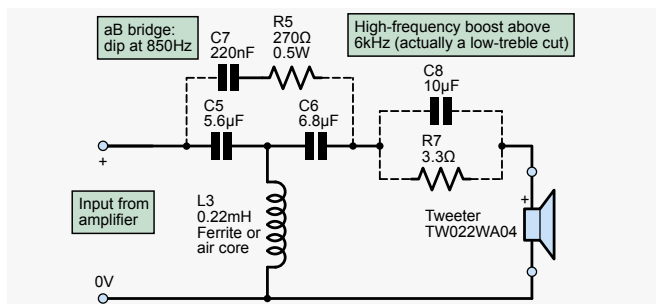 aB bridge:
dip at 850Hz
C7
220nF
R5
270Ω
0.5W
High-frequency boost above
6kHz (actually a low-treble cut)
C5
5.6µF
C6
6.8µF
C8
10µF
R7
3.3Ω
+
Input from
amplifier
L3
0.22mH
Ferrite or
air core
+
Tweeter
TW022WA04
0V